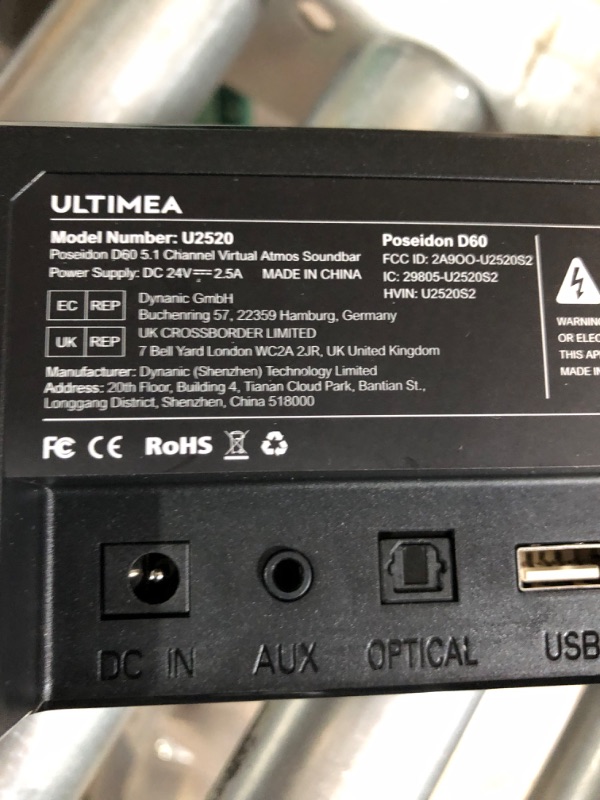 ULTIMEA
Model Number: U2520
Poseidon D60 5.1 Channel Virtual Atmos Soundbar
Power Supply: DC 24V⎓2.5A MADE IN CHINA
Poseidon D60
FCC ID: 2A9OO-U2520S2
IC: 29805-U2520S2
HVIN: U2520S2
EC REP
Dynanic GmbH
Buchenring 57, 22359 Hamburg, Germany
UK REP
UK CROSSBORDER LIMITED
7 Bell Yard London WC2A 2JR, UK United Kingdom
Manufacturer: Dynanic (Shenzhen) Technology Limited
Address: 20th Floor, Building 4, Tianan Cloud Park, Bantian St.,
Longgang District, Shenzhen, China 518000
FC CE RoHS
WARNING
OR ELEC
THIS AP
MADE IN
DC IN AUX OPTICAL USB